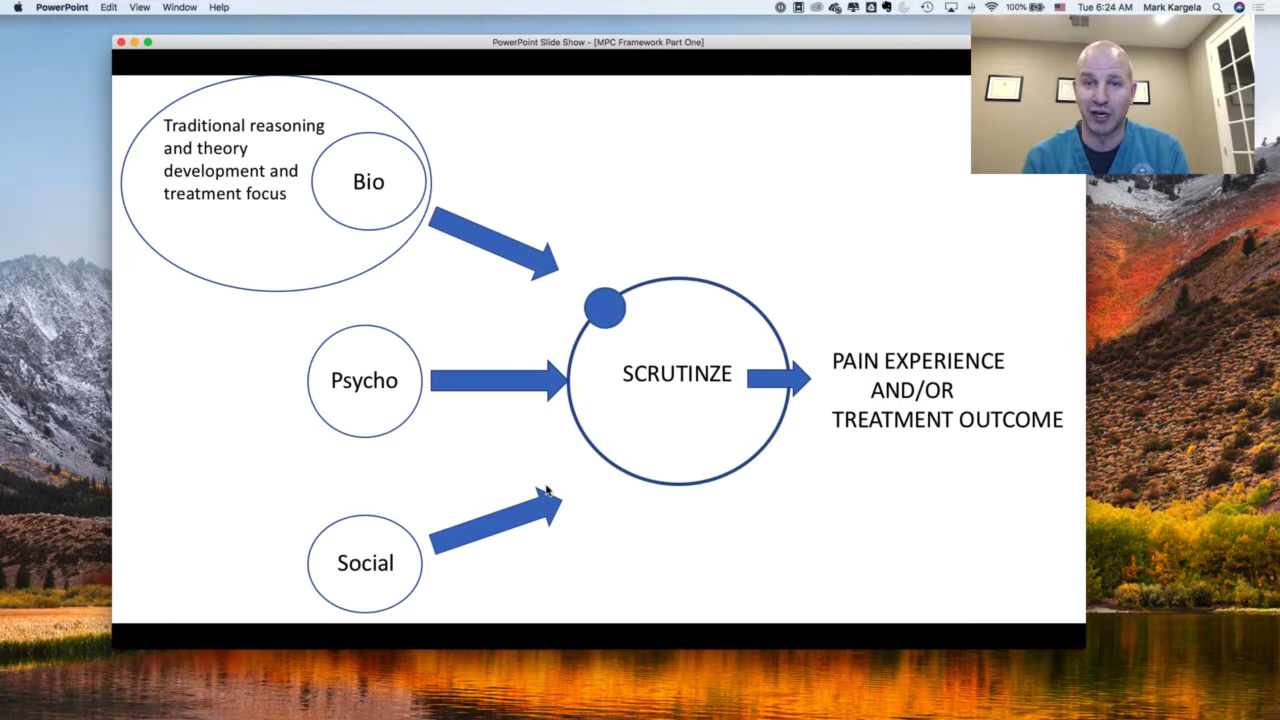 PowerPoint Edit View Window Help 100% Tue 6:24 AM Mark Kargela
PowerPoint Slide Show - [MPC Framework Part One]
Traditional reasoning
and theory
development and
treatment focus
Bio
Psycho
SCRUTINZE
PAIN EXPERIENCE
AND/OR
TREATMENT OUTCOME
Social